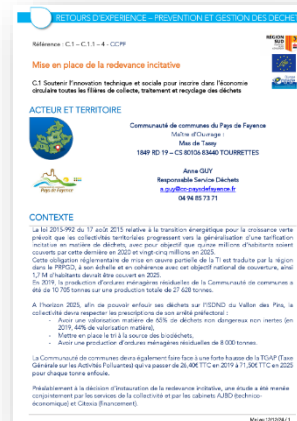 RETOURS D'EXPERIENCE – PREVENTION ET GESTION DES DECHE
Référence : C.1 – C.1.1 – 4 - CCPF
REGION
SUD
Mise en place de la redevance incitative
C.1 Soutenir l'innovation technique et sociale pour inscrire dans l'économie
circulaire toutes les filières de collecte, traitement et recyclage des déchets
ACTEUR ET TERRITOIRE
Communauté de communes du Pays de Fayence
Maître d'Ouvrage :
Mas de Tassy
1849 RD 19 – CS 80106 83440 TOURRETTES
Anne GUY
Responsable Service Déchets
a.guy@cc-paysdefayence.fr
04 94 85 73 71
Pays de Fayence
CONTEXTE
La loi 2015-992 du 17 août 2015 relative à la transition énergétique pour la croissance verte
prévoit que les collectivités territoriales progressent vers la généralisation d'une tarification
incitative en matière de déchets, avec pour objectif que quinze millions d'habitants soient
couverts par cette dernière en 2020 et vingt-cinq millions en 2025.
Cette obligation réglementaire de mise en œuvre partielle de la TI est traduite par la région
dans le PRPGD, à son échelle et en cohérence avec cet objectif national de couverture, ainsi
1,7 M d'habitants devrait être couvert en 2025.
En 2019, la production d'ordures ménagères résiduelles de la Communauté de communes a
été de 10 705 tonnes sur une production totale de 27 620 tonnes.
A l'horizon 2025, afin de pouvoir enfouir ses déchets sur l'ISDND du Vallon des Pins, la
collectivité devra respecter les prescriptions de son arrêté préfectoral :
- Avoir une valorisation matière de 65% de déchets non dangereux non inertes (en
2019, 44% de valorisation matière),
- Mettre en place le tri à la source des biodéchets,
- Avoir une production d'ordures ménagères résiduelles de 8 000 tonnes.
La Communauté de communes devra également faire face à une forte hausse de la TGAP (Taxe
Générale sur les Activités Polluantes) qui va passer de 26,40€ TTC en 2019 à 71,50€ TTC en 2025
pour chaque tonne enfouie.
Préalablement à la décision d'instauration de la redevance incitative, une étude a été menée
conjointement par les services de la collectivité et par les cabinets AJBD (technico-
économique) et Citexia (financement).